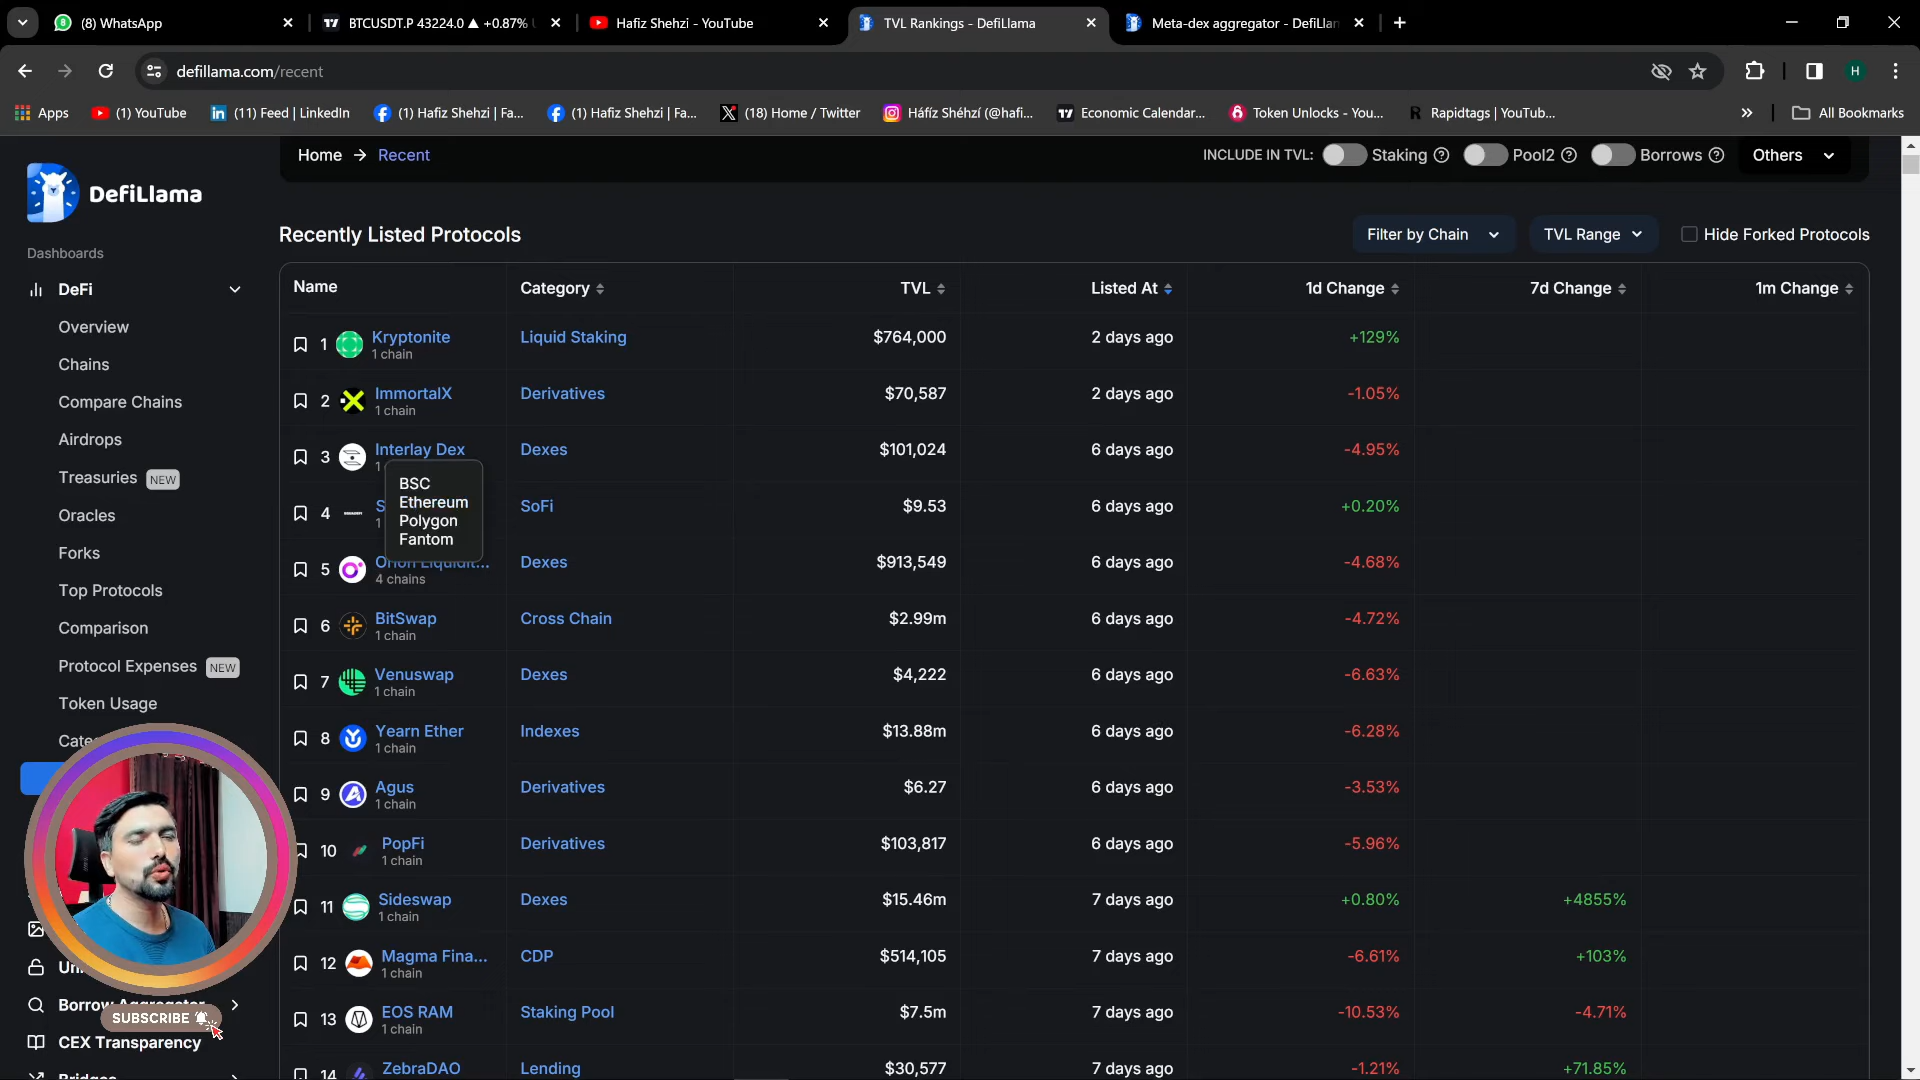 (8) WhatsApp
BTCUSDT.P 43224.0 ▲ +0.87%
Hafiz Shehzi - YouTube
TVL Rankings - DefiLlama
Meta-dex aggregator - DefiLlam
defillama.com/recent
H
Apps
(1) YouTube
(11) Feed | LinkedIn
(1) Hafiz Shehzi | Fa...
(1) Hafiz Shehzi | Fa...
(18) Home / Twitter
Háfíz Shéhzí (@hafi...
Economic Calendar...
Token Unlocks - You...
Rapidtags | YouTub...
All Bookmarks
DefiLlama
Dashboards
DeFi
Overview
Chains
Compare Chains
Airdrops
Treasuries NEW
Oracles
Forks
Top Protocols
Comparison
Protocol Expenses NEW
Token Usage
Borrow Aggregator
SUBSCRIBE
CEX Transparency
Bridges
Home → Recent
INCLUDE IN TVL: Staking Pool2 Borrows Others
Recently Listed Protocols
Filter by Chain
TVL Range
Hide Forked Protocols
Name Category TVL Listed At 1d Change 7d Change 1m Change
1 Kryptonite Liquid Staking $764,000 2 days ago +129%
1 chain
2 ImmortalX Derivatives $70,587 2 days ago -1.05%
1 chain
3 Interlay Dex Dexes $101,024 6 days ago -4.95%
BSC
Ethereum
Polygon
Fantom
4 SoFi $9.53 6 days ago +0.20%
5 Orion Liquidit... Dexes $913,549 6 days ago -4.68%
4 chains
6 BitSwap Cross Chain $2.99m 6 days ago -4.72%
1 chain
7 Venuswap Dexes $4,222 6 days ago -6.63%
1 chain
8 Yearn Ether Indexes $13.88m 6 days ago -6.28%
1 chain
9 Agus Derivatives $6.27 6 days ago -3.53%
1 chain
10 PopFi Derivatives $103,817 6 days ago -5.96%
1 chain
11 Sideswap Dexes $15.46m 7 days ago +0.80% +4855%
1 chain
12 Magma Fina... CDP $514,105 7 days ago -6.61% +103%
1 chain
13 EOS RAM Staking Pool $7.5m 7 days ago -10.53% -4.71%
1 chain
14 ZebraDAO Lending $30,577 7 days ago -1.21% +71.85%